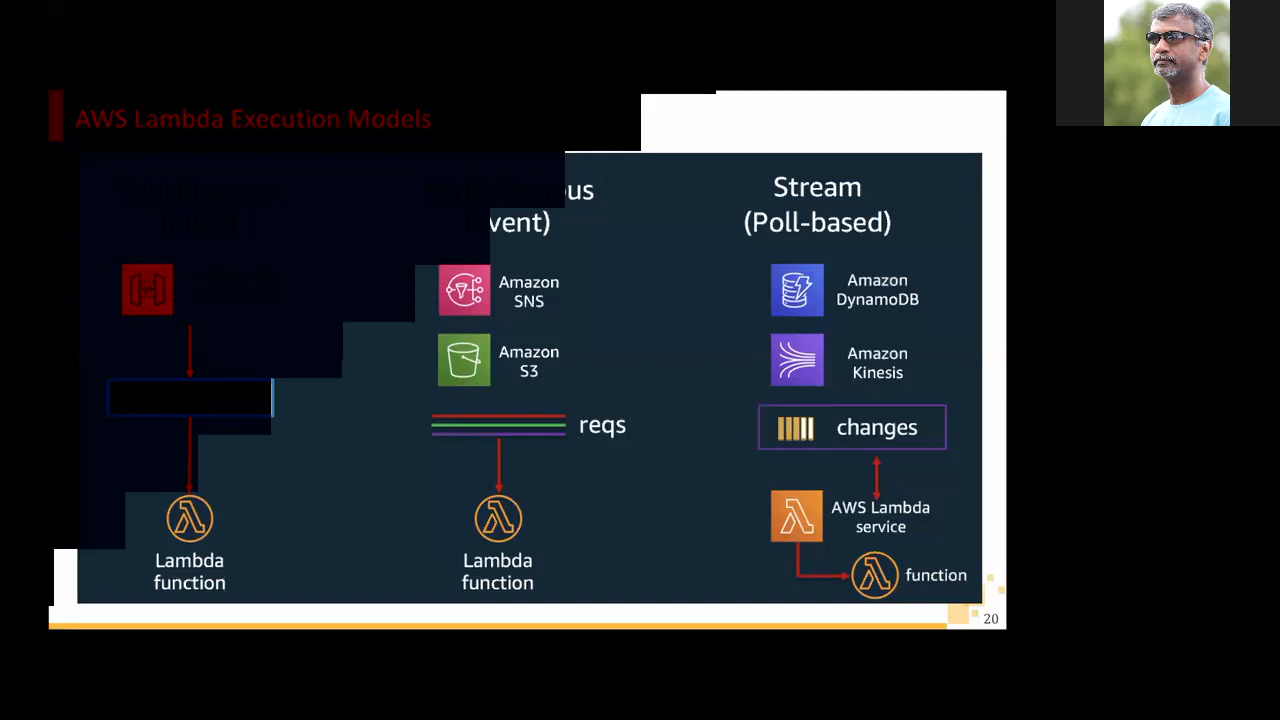 AWS Lambda Execution Models
ous
vent)
Stream
(Poll-based)
Amazon
SNS
Amazon
S3
reqs
Lambda
function
Lambda
function
Amazon
DynamoDB
Amazon
Kinesis
changes
AWS Lambda
service
function
20